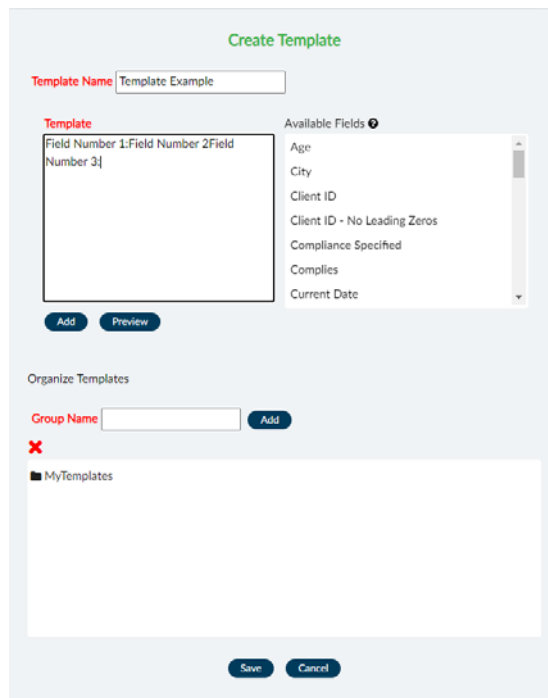 Create Template
Template Name Template Example
Template
Available Fields ?
Field Number 1:Field Number 2Field
Number 3:
Age
City
Client ID
Client ID - No Leading Zeros
Compliance Specified
Complies
Current Date
Add Preview
Organize Templates
Group Name Add
MyTemplates
Save Cancel